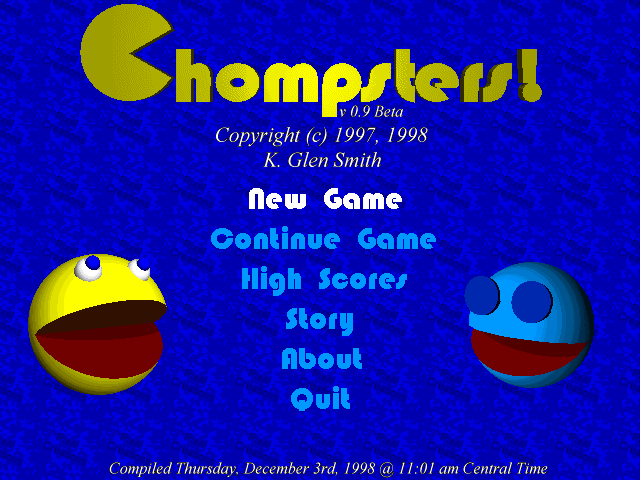 Chompsters!
v 0.9 Beta
Copyright (c) 1997, 1998
K. Glen Smith
New Game
Continue Game
High Scores
Story
About
Quit
Compiled Thursday, December 3rd, 1998 @ 11:01 am Central Time